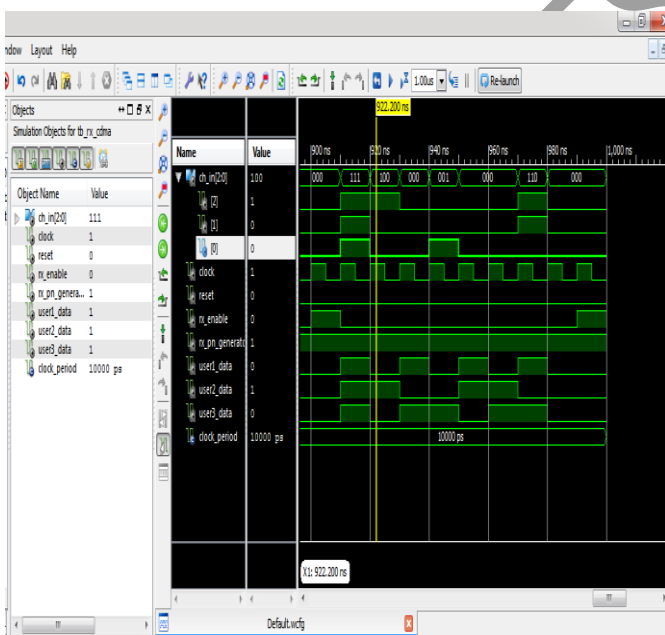 ndow Layout Help
1.00us Re-launch
Objects
Simulation Objects for tb_rx_cdma
Object Name Value
ch_in[2:0] 111
clock 1
reset 0
rx_enable 0
rx_pn_genera... 1
user1_data 1
user2_data 1
user3_data 1
clock_period 10000 ps
922.200 ns
Name Value
900 ns 920 ns 940 ns 960 ns 980 ns 1,000 ns
ch_in[2:0] 100 000 111 100 000 001 000 110 000
[2] 1
[1] 0
[0] 0
clock 1
reset 0
rx_enable 0
rx_pn_generato 1
user1_data 0
user2_data 1
user3_data 0
clock_period 10000 ps 10000 ps
X1: 922.200 ns
Default.wcfg